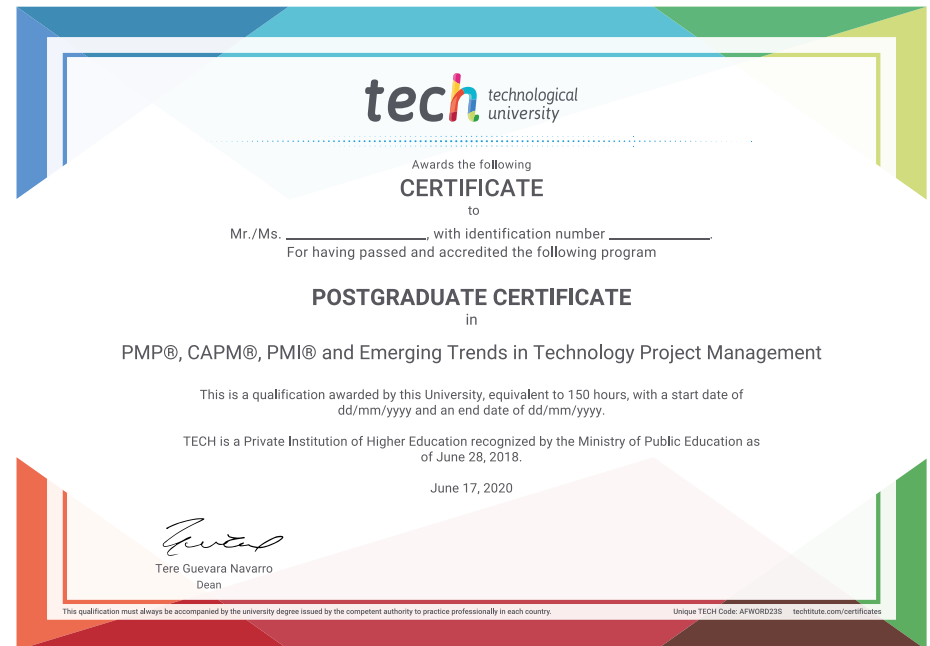 tech technological
university
Awards the following
CERTIFICATE
to
Mr./Ms. ____________________, with identification number ______________.
For having passed and accredited the following program
POSTGRADUATE CERTIFICATE
in
PMP®, CAPM®, PMI® and Emerging Trends in Technology Project Management
This is a qualification awarded by this University, equivalent to 150 hours, with a start date of
dd/mm/yyyy and an end date of dd/mm/yyyy.
TECH is a Private Institution of Higher Education recognized by the Ministry of Public Education as
of June 28, 2018.
June 17, 2020
Tere Guevara Navarro
Dean
This qualification must always be accompanied by the university degree issued by the competent authority to practice professionally in each country.
Unique TECH Code: AFWORD23S techtitute.com/certificates